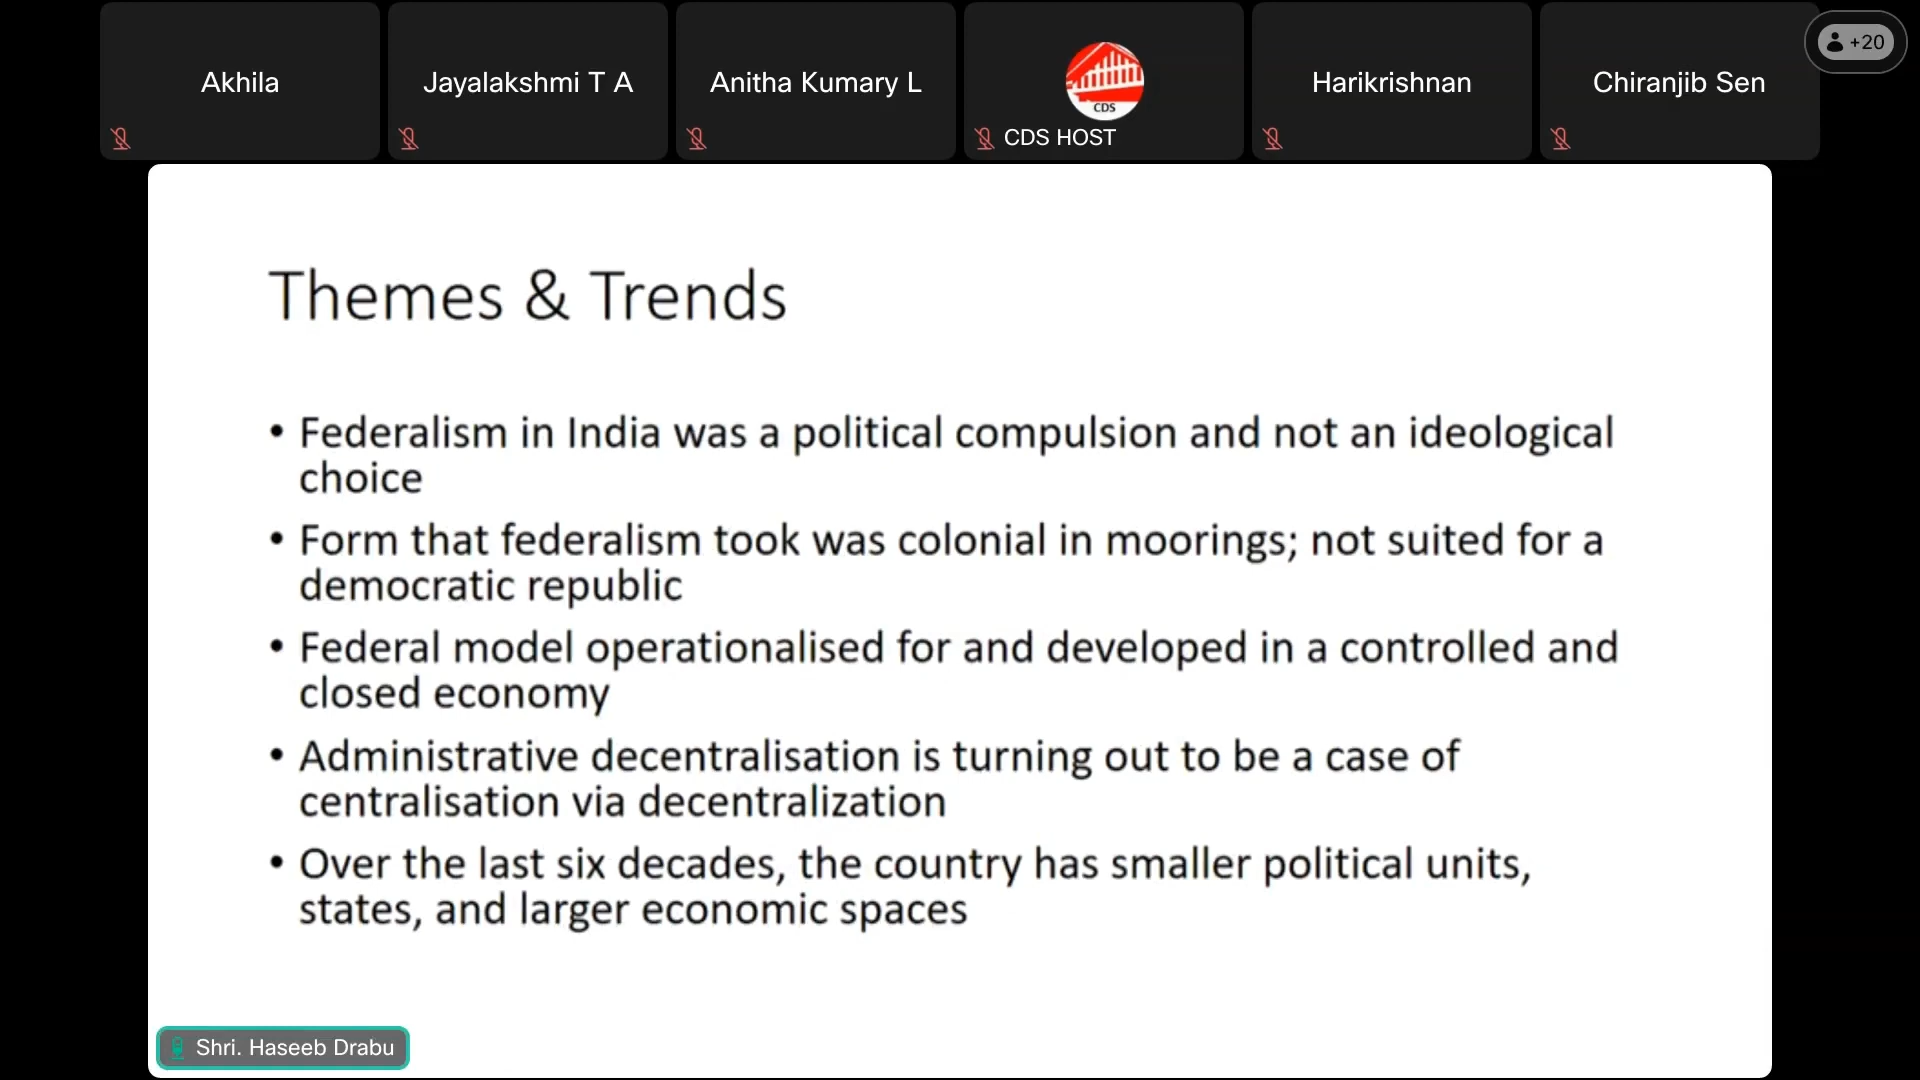 Akhila
Jayalakshmi T A
Anitha Kumary L
CDS
CDS HOST
Harikrishnan
Chiranjib Sen
+20
Themes & Trends
• Federalism in India was a political compulsion and not an ideological
choice
• Form that federalism took was colonial in moorings; not suited for a
democratic republic
• Federal model operationalised for and developed in a controlled and
closed economy
• Administrative decentralisation is turning out to be a case of
centralisation via decentralization
• Over the last six decades, the country has smaller political units,
states, and larger economic spaces
Shri. Haseeb Drabu